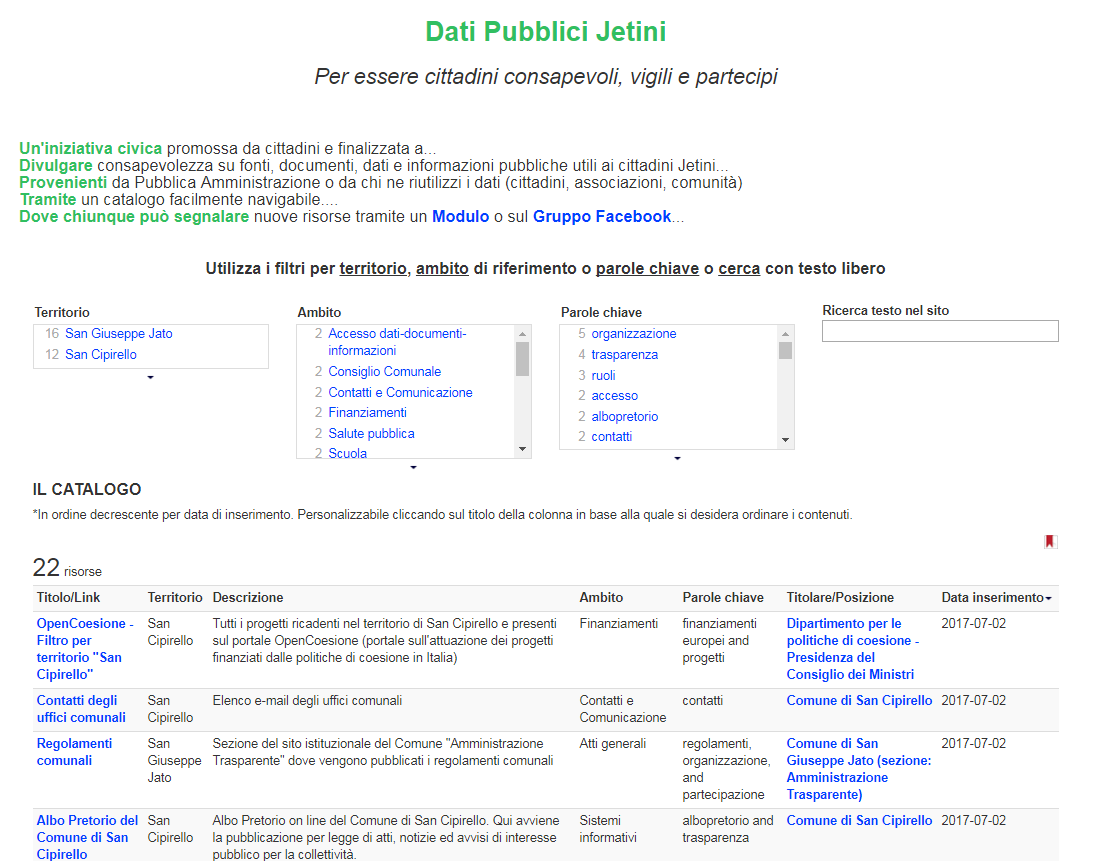 Dati Pubblici Jetini
Per essere cittadini consapevoli, vigili e partecipi
Un'iniziativa civica promossa da cittadini e finalizzata a...
Divulgare consapevolezza su fonti, documenti, dati e informazioni pubbliche utili ai cittadini Jetini...
Provenienti da Pubblica Amministrazione o da chi ne riutilizzi i dati (cittadini, associazioni, comunità)
Tramite un catalogo facilmente navigabile....
Dove chiunque può segnalare nuove risorse tramite un Modulo o sul Gruppo Facebook...
Utilizza i filtri per territorio, ambito di riferimento o parole chiave o cerca con testo libero
Territorio
16 San Giuseppe Jato
12 San Cipirello
Ambito
2 Accesso dati-documenti-
informazioni
2 Consiglio Comunale
2 Contatti e Comunicazione
2 Finanziamenti
2 Salute pubblica
2 Scuola
Parole chiave
5 organizzazione
4 trasparenza
3 ruoli
2 accesso
2 albopretorio
2 contatti
Ricerca testo nel sito
IL CATALOGO
*In ordine decrescente per data di inserimento. Personalizzabile cliccando sul titolo della colonna in base alla quale si desidera ordinare i contenuti.
22 risorse
Titolo/Link Territorio Descrizione Ambito Parole chiave Titolare/Posizione Data inserimento
OpenCoesione -
Filtro per
territorio "San
Cipirello"
San
Cipirello
Tutti i progetti ricadenti nel territorio di San Cipirello e presenti
sul portale OpenCoesione (portale sull'attuazione dei progetti
finanziati dalle politiche di coesione in Italia)
Finanziamenti
finanziamenti
europei and
progetti
Dipartimento per le
politiche di coesione -
Presidenza del
Consiglio dei Ministri
2017-07-02
Contatti degli
uffici comunali
San
Cipirello
Elenco e-mail degli uffici comunali
Contatti e
Comunicazione
contatti
Comune di San Cipirello
2017-07-02
Regolamenti
comunali
San
Giuseppe
Jato
Sezione del sito istituzionale del Comune "Amministrazione
Trasparente" dove vengono pubblicati i regolamenti comunali
Atti generali
regolamenti,
organizzazione,
and
partecipazione
Comune di San
Giuseppe Jato (sezione:
Amministrazione
Trasparente)
2017-07-02
Albo Pretorio del
Comune di San
Cipirello
San
Cipirello
Albo Pretorio on line del Comune di San Cipirello. Qui avviene
la pubblicazione per legge di atti, notizie ed avvisi di interesse
pubblico per la collettività.
Sistemi
informativi
albopretorio and
trasparenza
Comune di San Cipirello
2017-07-02